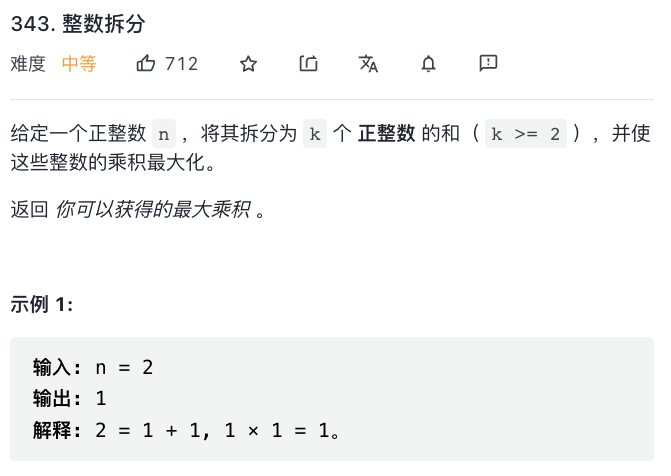 343. 整数拆分
难度 中等 712
给定一个正整数 n ，将其拆分为 k 个 正整数 的和（ k >= 2 ），并使
这些整数的乘积最大化。
返回 你可以获得的最大乘积 。
示例 1:
输入: n = 2
输出: 1
解释: 2 = 1 + 1, 1 × 1 = 1。